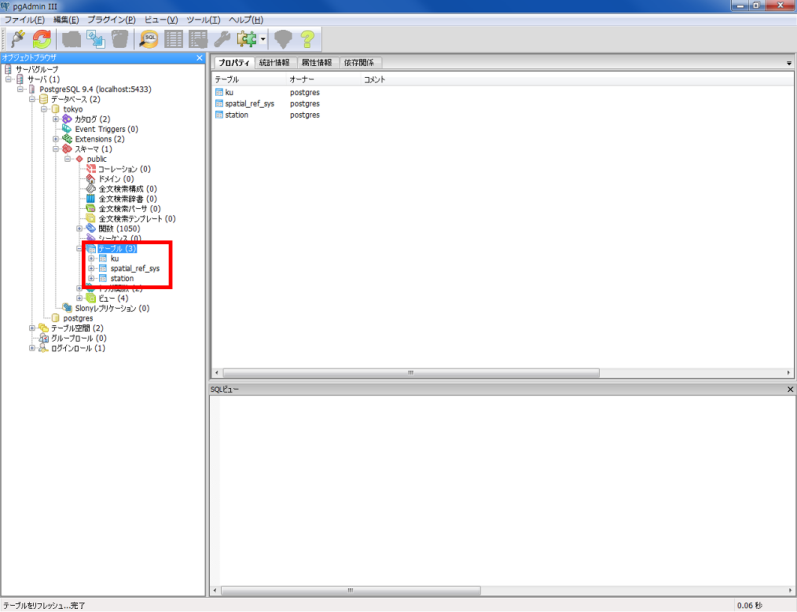 pgAdmin III
ファイル(F) 編集(E) プラグイン(P) ビュー(V) ツール(T) ヘルプ(H)
SQL
オブジェクトブラウザ
サーバグループ
サーバ (1)
PostgreSQL 9.4 (localhost:5433)
データベース (2)
tokyo
カタログ (2)
Event Triggers (0)
Extensions (2)
スキーマ (1)
public
コーレーション (0)
ドメイン (0)
全文検索構成 (0)
全文検索辞書 (0)
全文検索パーサ (0)
全文検索テンプレート (0)
関数 (1050)
シーケンス (0)
テーブル (3)
ku
spatial_ref_sys
station
トリガ関数 (2)
ビュー (4)
Slonyレプリケーション (0)
postgres
テーブル空間 (2)
グループロール (0)
ログインロール (1)
プロパティ 統計情報 属性情報 依存関係
テーブル オーナー コメント
ku postgres
spatial_ref_sys postgres
station postgres
SQLビュー
テーブルをリフレッシュ...完了 0.06 秒